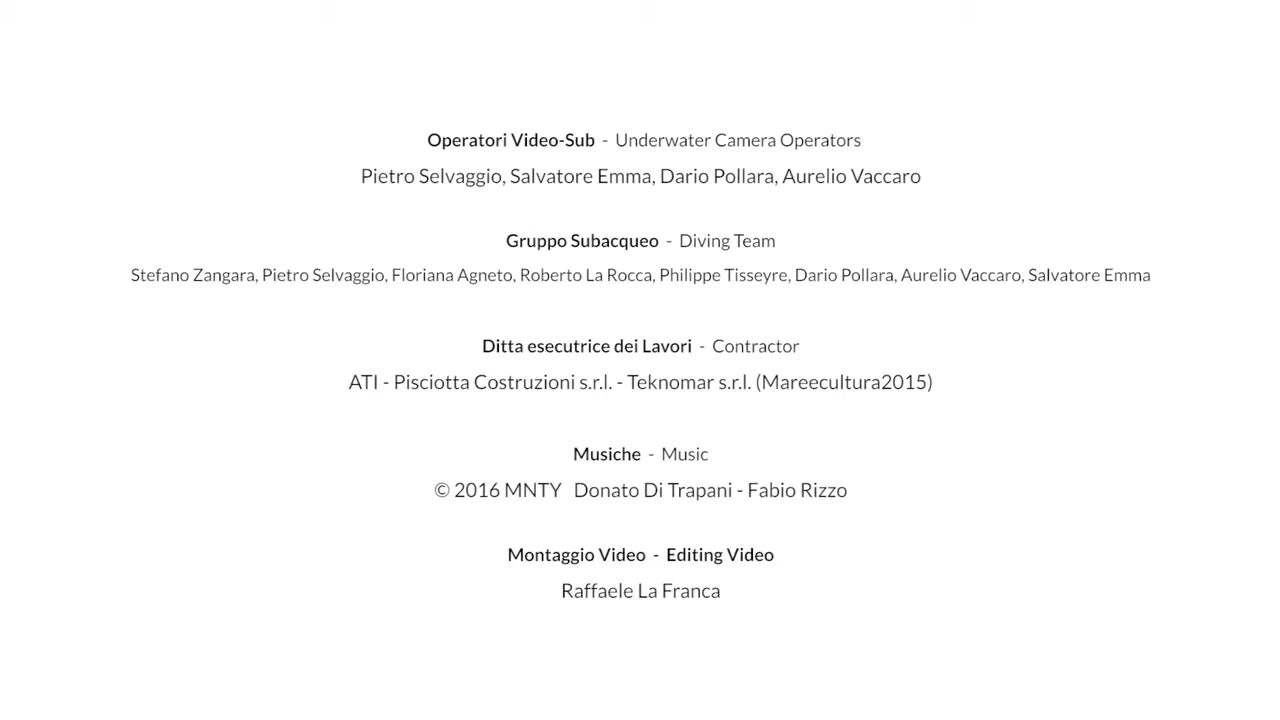 Operatori Video-Sub - Underwater Camera Operators
Pietro Selvaggio, Salvatore Emma, Dario Pollara, Aurelio Vaccaro
Gruppo Subacqueo - Diving Team
Stefano Zangara, Pietro Selvaggio, Floriana Agneto, Roberto La Rocca, Philippe Tisseyre, Dario Pollara, Aurelio Vaccaro, Salvatore Emma
Ditta esecutrice dei Lavori - Contractor
ATI - Pisciotta Costruzioni s.r.l. - Teknomar s.r.l. (Mareecultura2015)
Musiche - Music
© 2016 MNTY Donato Di Trapani - Fabio Rizzo
Montaggio Video - Editing Video
Raffaele La Franca